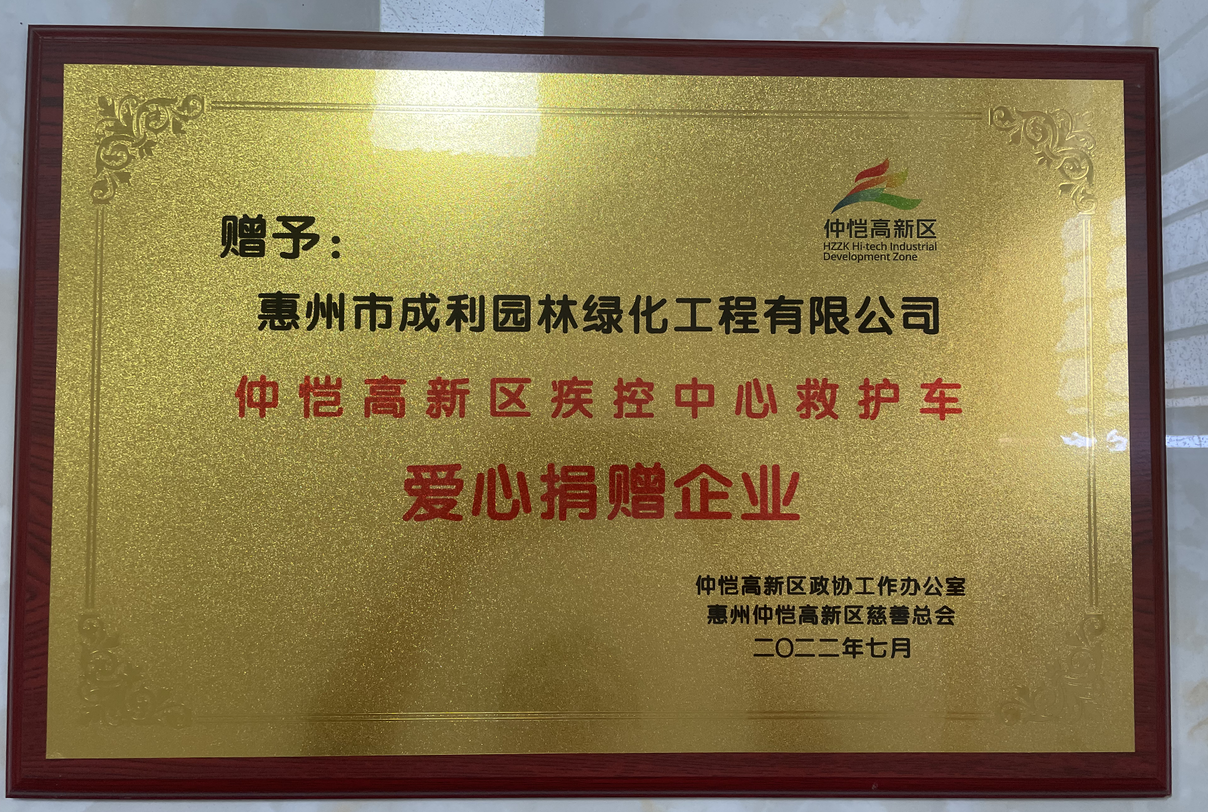 仲恺高新区
HZZK Hi-tech Industrial
Development Zone
赠予：
惠州市成利园林绿化工程有限公司
仲恺高新区疾控中心救护车
爱心捐赠企业
仲恺高新区政协工作办公室
惠州仲恺高新区慈善总会
二〇二二年七月